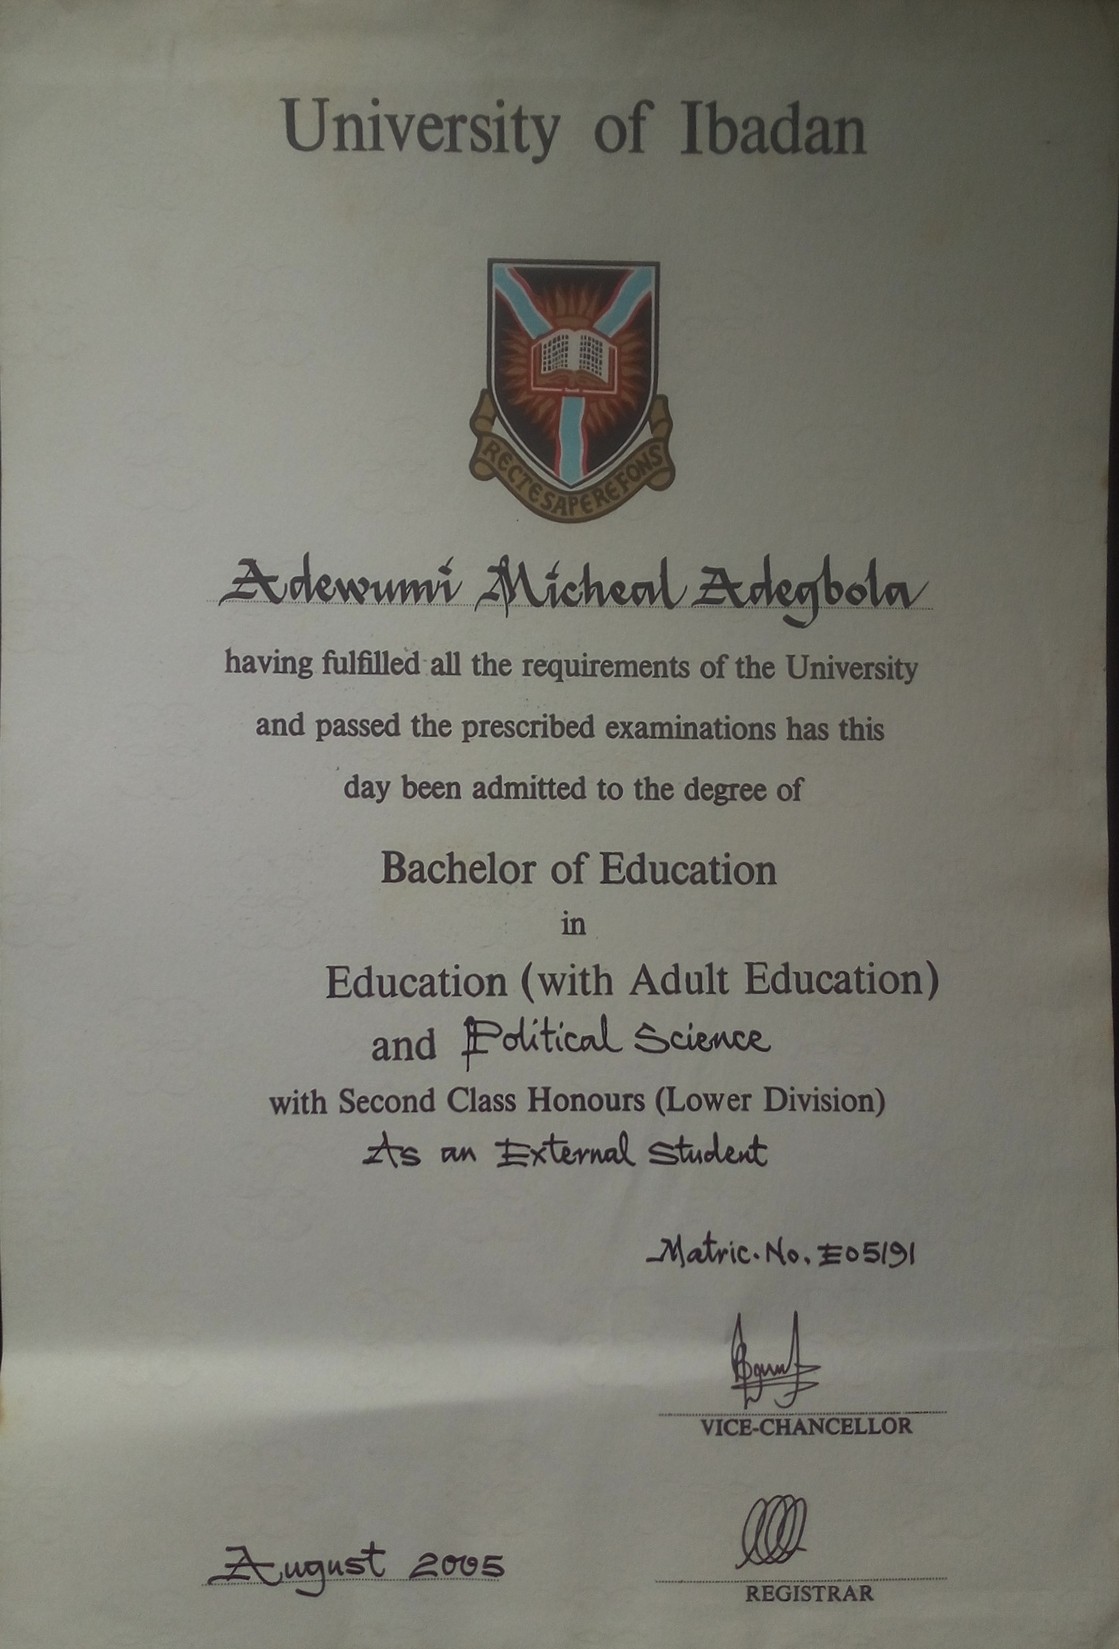 University of Ibadan
RECTE SAPERE FONS
Adewumi Micheal Adegbola
having fulfilled all the requirements of the University
and passed the prescribed examinations has this
day been admitted to the degree of
Bachelor of Education
in
Education (with Adult Education)
and Political Science
with Second Class Honours (Lower Division)
As an External Student
Matric. No. E05191
VICE-CHANCELLOR
August 2005
REGISTRAR